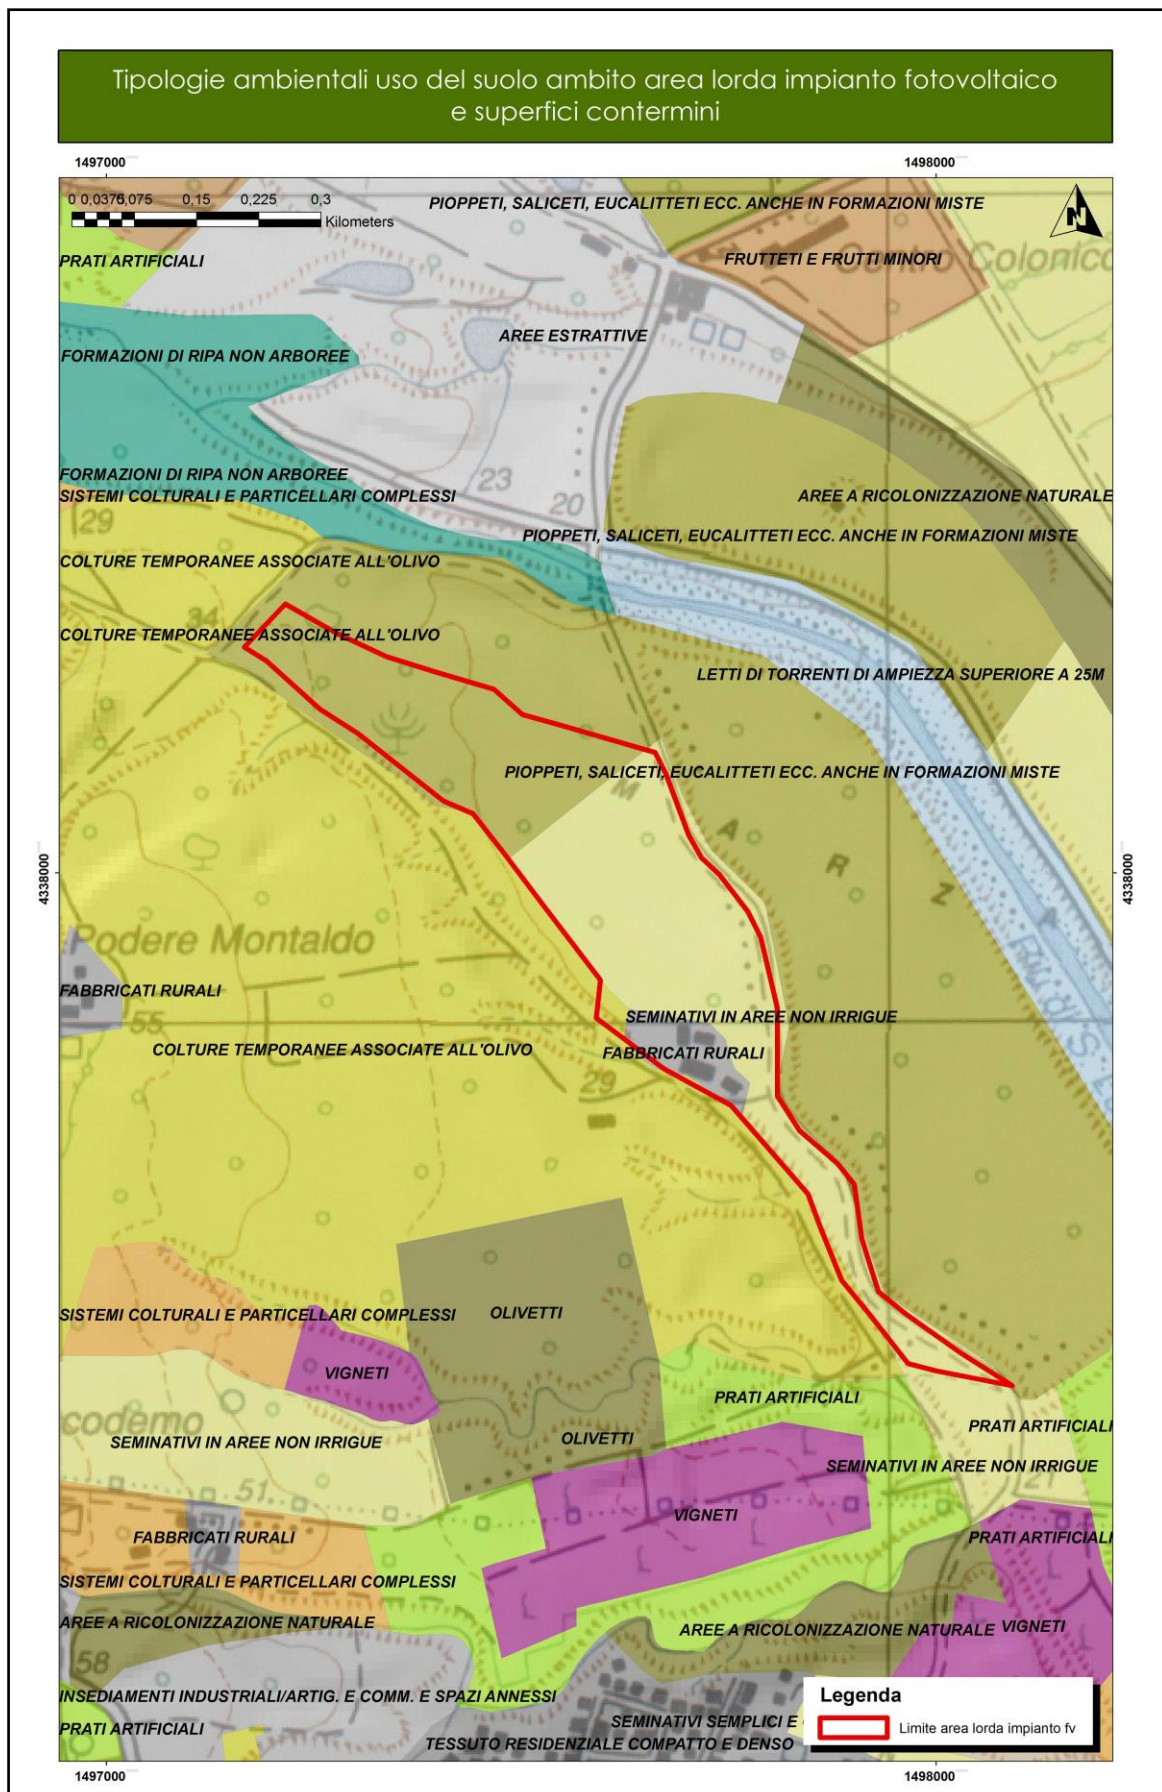 Tipologie ambientali uso del suolo ambito area lorda impianto fotovoltaico
e superfici contermini
1497000
1498000
0 0,0375 0,075 0,15 0,225 0,3
Kilometers
N
PIOPPETI, SALICETI, EUCALITTETI ECC. ANCHE IN FORMAZIONI MISTE
FRUTTETI E FRUTTI MINORI
Centro Colonico
PRATI ARTIFICIALI
AREE ESTRATTIVE
FORMAZIONI DI RIPA NON ARBOREE
FORMAZIONI DI RIPA NON ARBOREE
23
SISTEMI COLTURALI E PARTICELLARI COMPLESSI
AREE A RICOLONIZZAZIONE NATURALE
20
29
PIOPPETI, SALICETI, EUCALITTETI ECC. ANCHE IN FORMAZIONI MISTE
COLTURE TEMPORANEE ASSOCIATE ALL'OLIVO
34
COLTURE TEMPORANEE ASSOCIATE ALL'OLIVO
LETTI DI TORRENTI DI AMPIEZZA SUPERIORE A 25M
PIOPPETI, SALICETI, EUCALITTETI ECC. ANCHE IN FORMAZIONI MISTE
M A R Z A
4338000
4338000
Podere Montaldo
FABBRICATI RURALI
55
SEMINATIVI IN AREE NON IRRIGUE
COLTURE TEMPORANEE ASSOCIATE ALL'OLIVO
FABBRICATI RURALI
29
SISTEMI COLTURALI E PARTICELLARI COMPLESSI
OLIVETTI
VIGNETI
PRATI ARTIFICIALI
codemo
SEMINATIVI IN AREE NON IRRIGUE
OLIVETTI
PRATI ARTIFICIALI
SEMINATIVI IN AREE NON IRRIGUE
21
51
VIGNETI
FABBRICATI RURALI
PRATI ARTIFICIALI
SISTEMI COLTURALI E PARTICELLARI COMPLESSI
AREE A RICOLONIZZAZIONE NATURALE
AREE A RICOLONIZZAZIONE NATURALE
VIGNETI
58
INSEDIAMENTI INDUSTRIALI/ARTIG. E COMM. E SPAZI ANNESSI
PRATI ARTIFICIALI
SEMINATIVI SEMPLICI E
TESSUTO RESIDENZIALE COMPATTO E DENSO
Legenda
Limite area lorda impianto fv
1497000
1498000